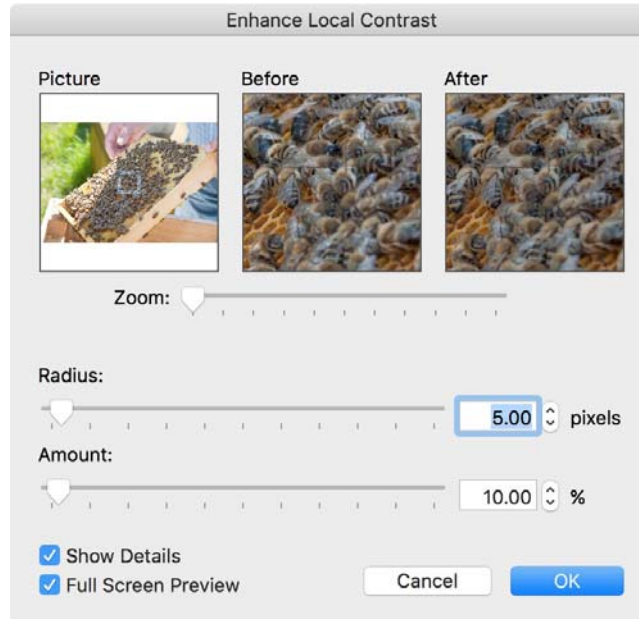 Enhance Local Contrast
Picture Before After
Zoom:
Radius:
5.00 pixels
Amount:
10.00 %
Show Details
Full Screen Preview
Cancel OK